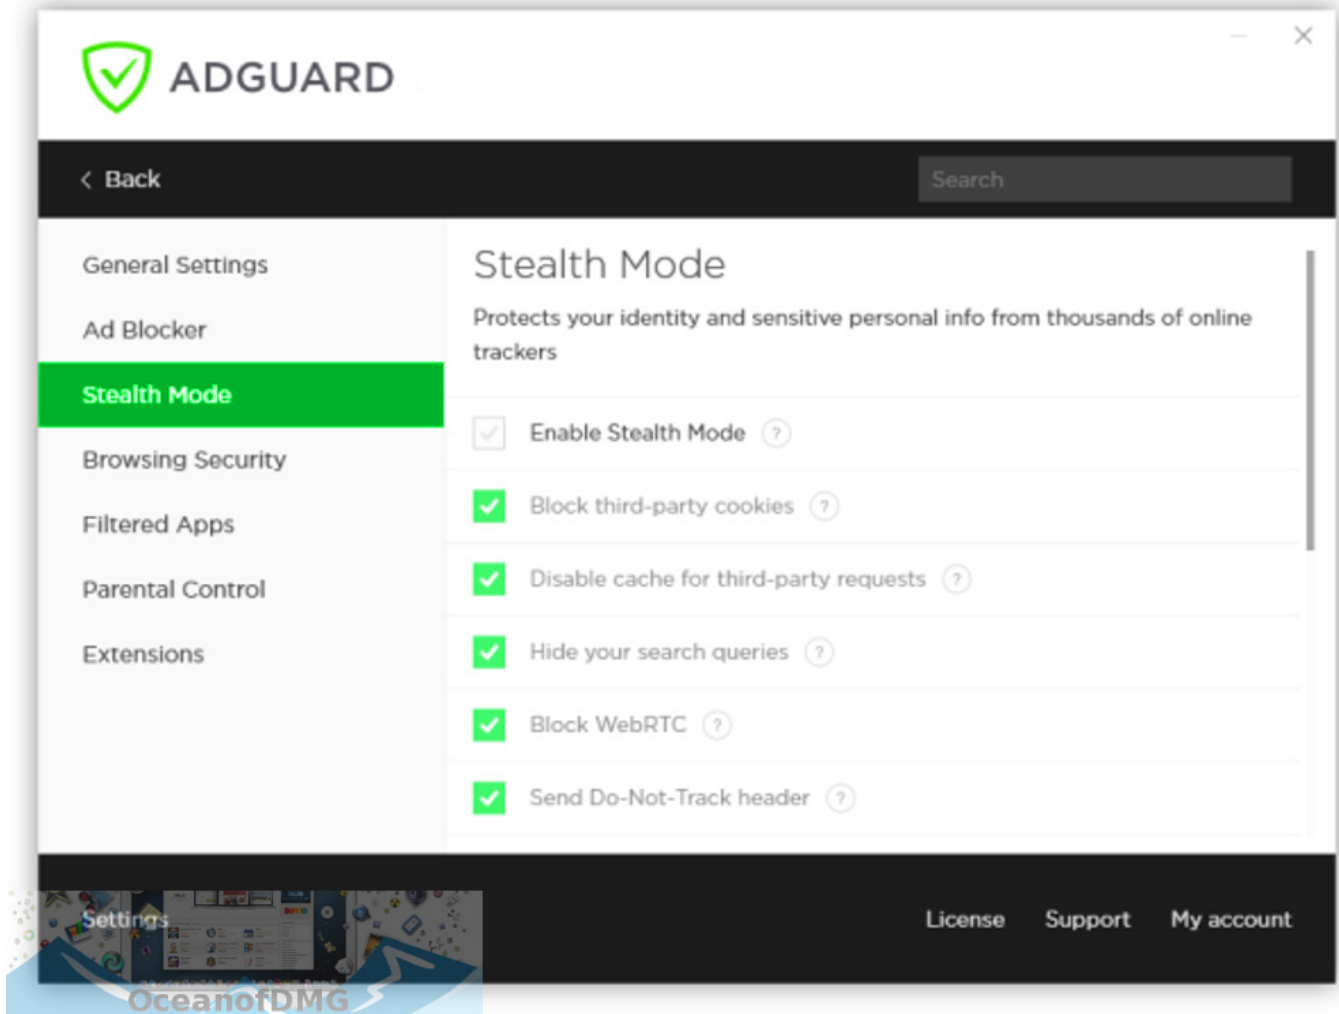 ADGUARD
Back
Search
General Settings
Ad Blocker
Stealth Mode
Browsing Security
Filtered Apps
Parental Control
Extensions
Stealth Mode
Protects your identity and sensitive personal info from thousands of online
trackers
Enable Stealth Mode ?
Block third-party cookies ?
Disable cache for third-party requests ?
Hide your search queries ?
Block WebRTC ?
Send Do-Not-Track header ?
Settings
License Support My account
OceanofDMG